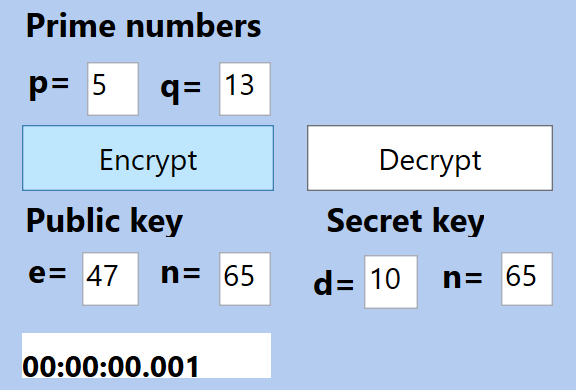 Prime numbers
p= 5 q= 13
Encrypt Decrypt
Public key Secret key
e= 47 n= 65 d= 10 n= 65
00:00:00.001